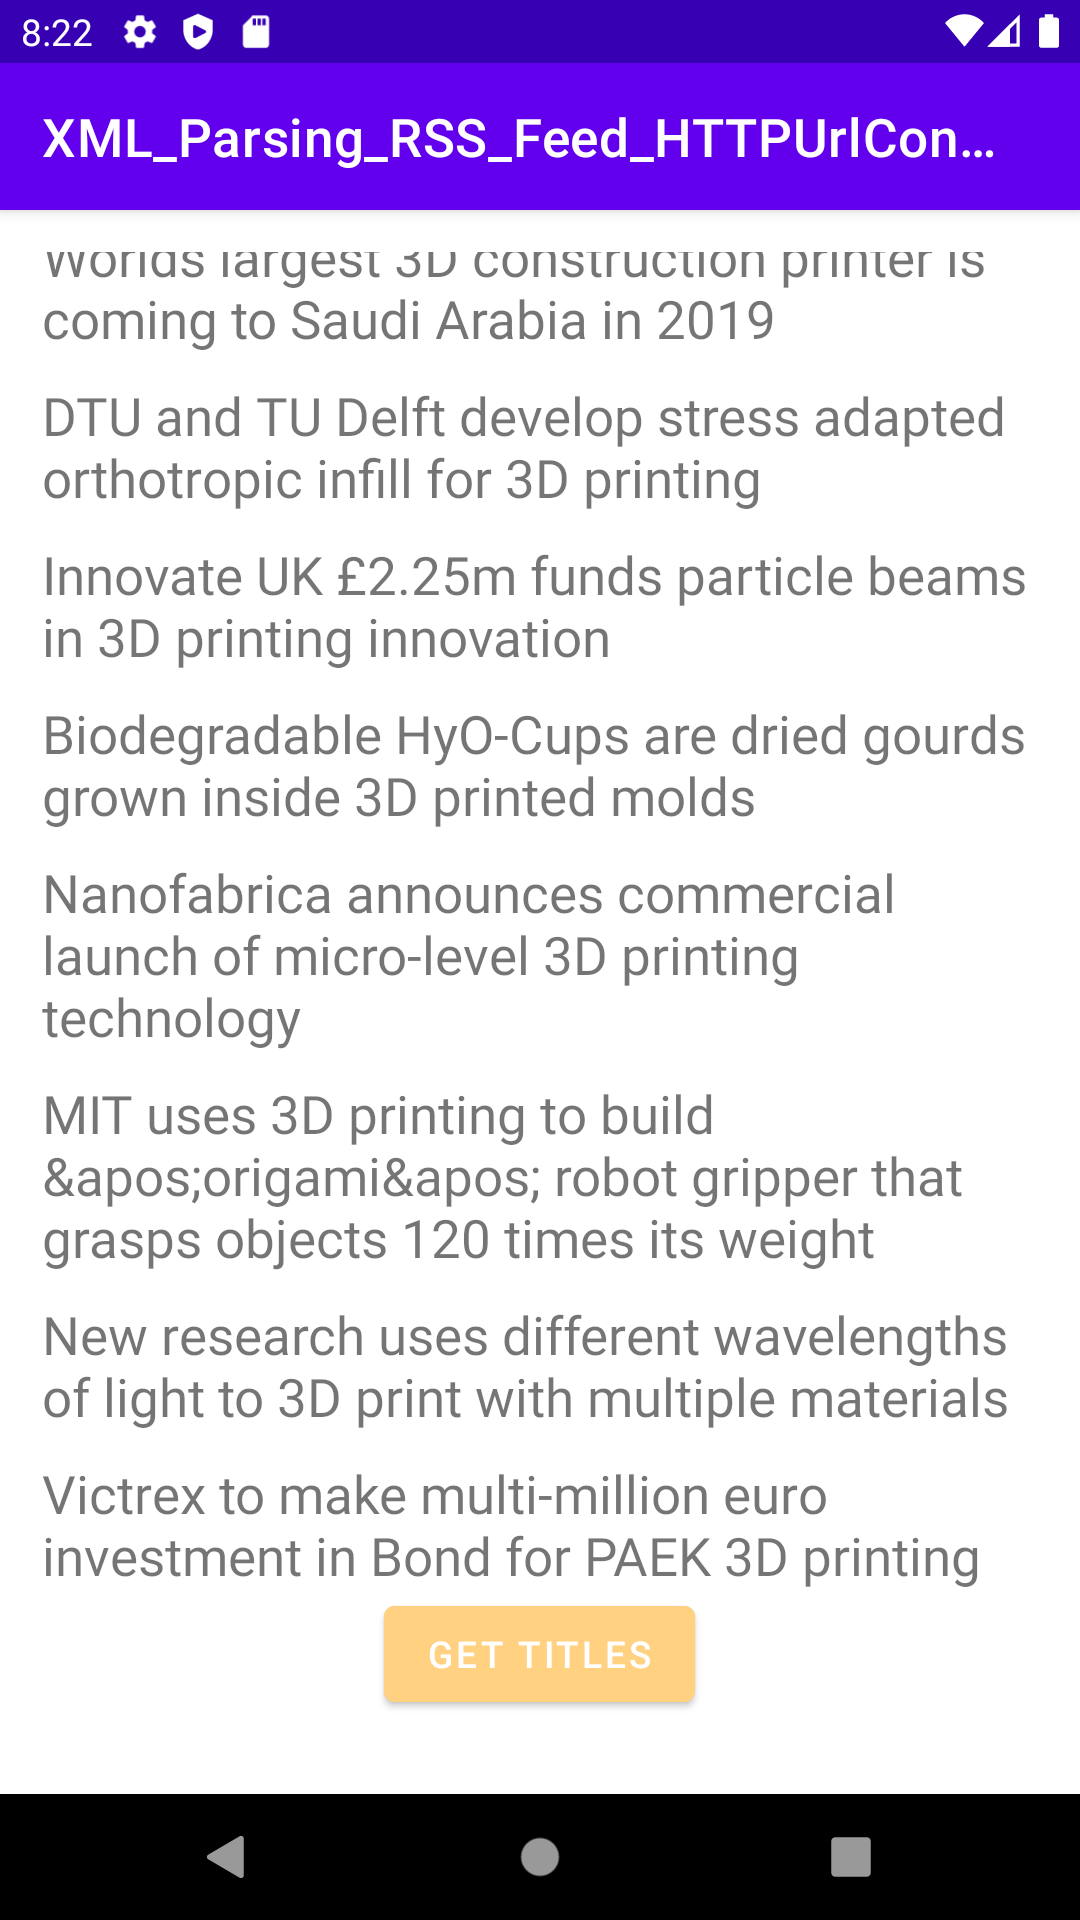 8:22
XML_Parsing_RSS_Feed_HTTPUrlCon...
Worlds largest 3D construction printer is
coming to Saudi Arabia in 2019
DTU and TU Delft develop stress adapted
orthotropic infill for 3D printing
Innovate UK £2.25m funds particle beams
in 3D printing innovation
Biodegradable HyO-Cups are dried gourds
grown inside 3D printed molds
Nanofabrica announces commercial
launch of micro-level 3D printing
technology
MIT uses 3D printing to build
&apos;origami&apos; robot gripper that
grasps objects 120 times its weight
New research uses different wavelengths
of light to 3D print with multiple materials
Victrex to make multi-million euro
investment in Bond for PAEK 3D printing
GET TITLES